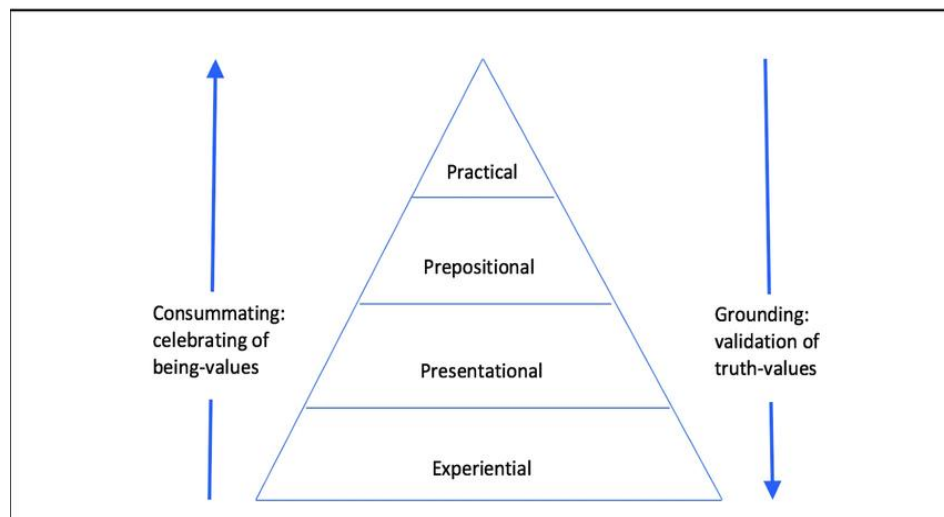 Practical
Prepositional
Consummating:
celebrating of
being-values
Grounding:
validation of
truth-values
Presentational
Experiential